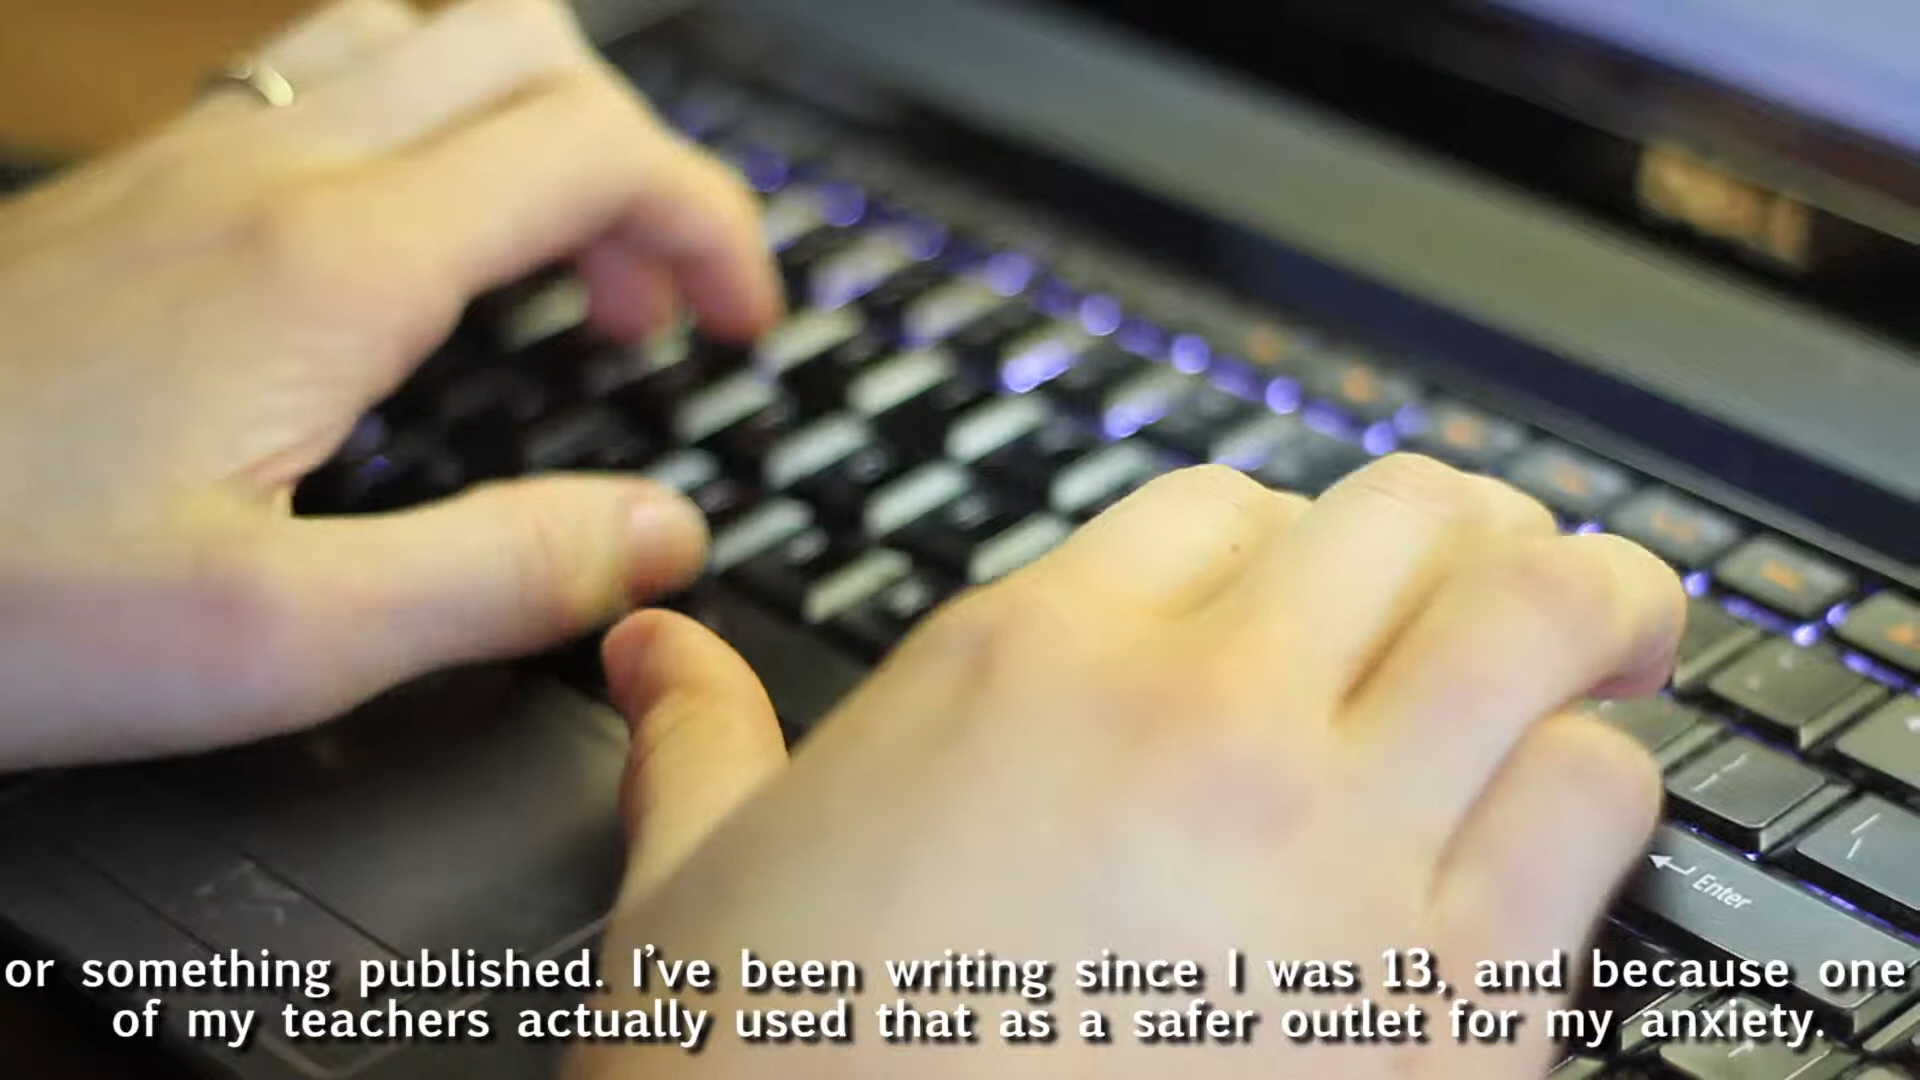 Enter
or something published. I've been writing since I was 13, and because one
of my teachers actually used that as a safer outlet for my anxiety.